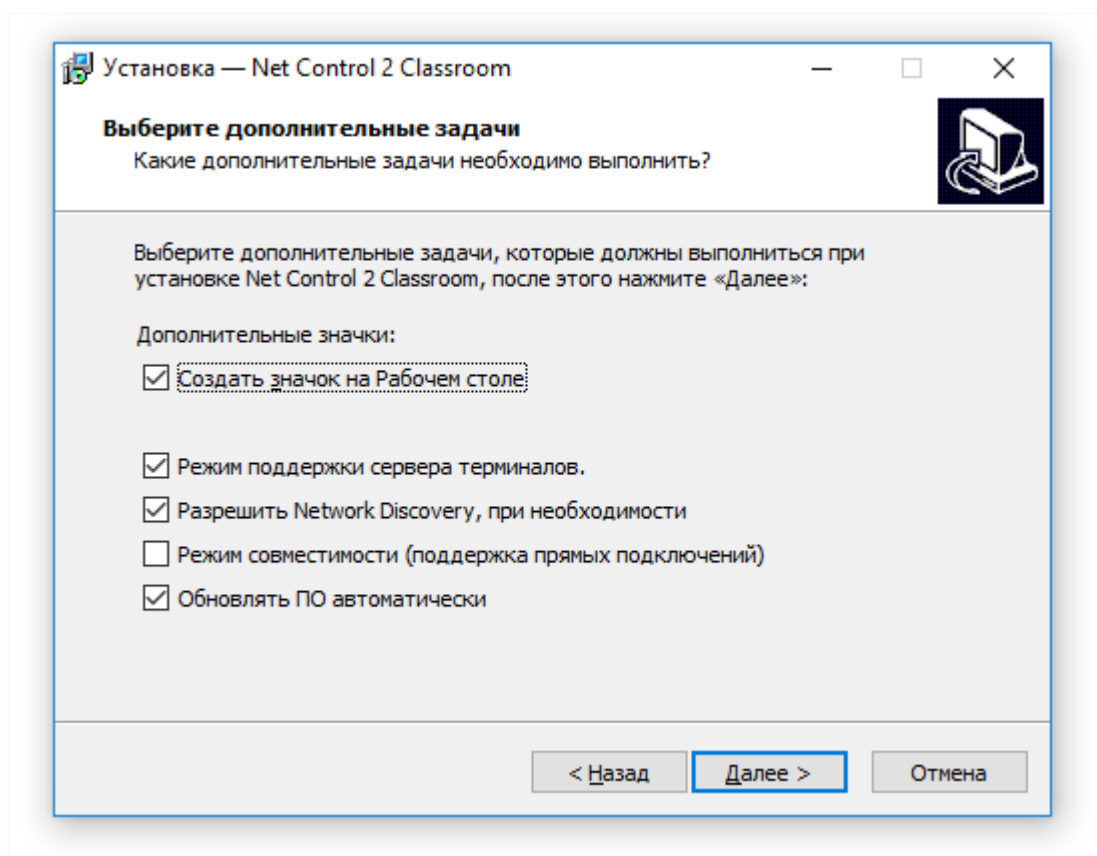 Установка — Net Control 2 Classroom
Выберите дополнительные задачи
Какие дополнительные задачи необходимо выполнить?
Выберите дополнительные задачи, которые должны выполниться при
установке Net Control 2 Classroom, после этого нажмите «Далее»:
Дополнительные значки:
Создать значок на Рабочем столе
Режим поддержки сервера терминалов.
Разрешить Network Discovery, при необходимости
Режим совместимости (поддержка прямых подключений)
Обновлять ПО автоматически
< Назад Далее > Отмена